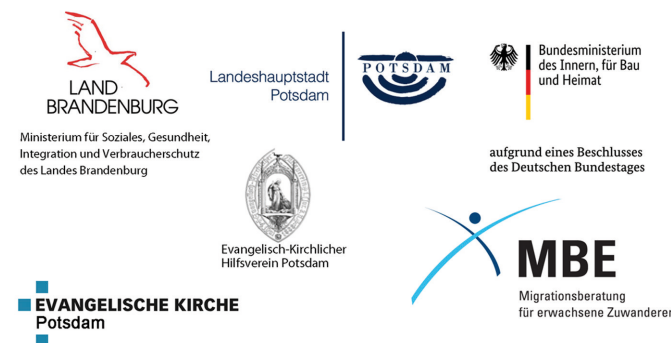 LAND
BRANDENBURG
Ministerium für Soziales, Gesundheit,
Integration und Verbraucherschutz
des Landes Brandenburg
Landeshauptstadt
Potsdam
POTSDAM
Bundesministerium
des Innern, für Bau
und Heimat
aufgrund eines Beschlusses
des Deutschen Bundestages
Evangelisch-Kirchlicher
Hilfsverein Potsdam
MBE
Migrationsberatung
für erwachsene Zuwanderer
EVANGELISCHE KIRCHE
Potsdam